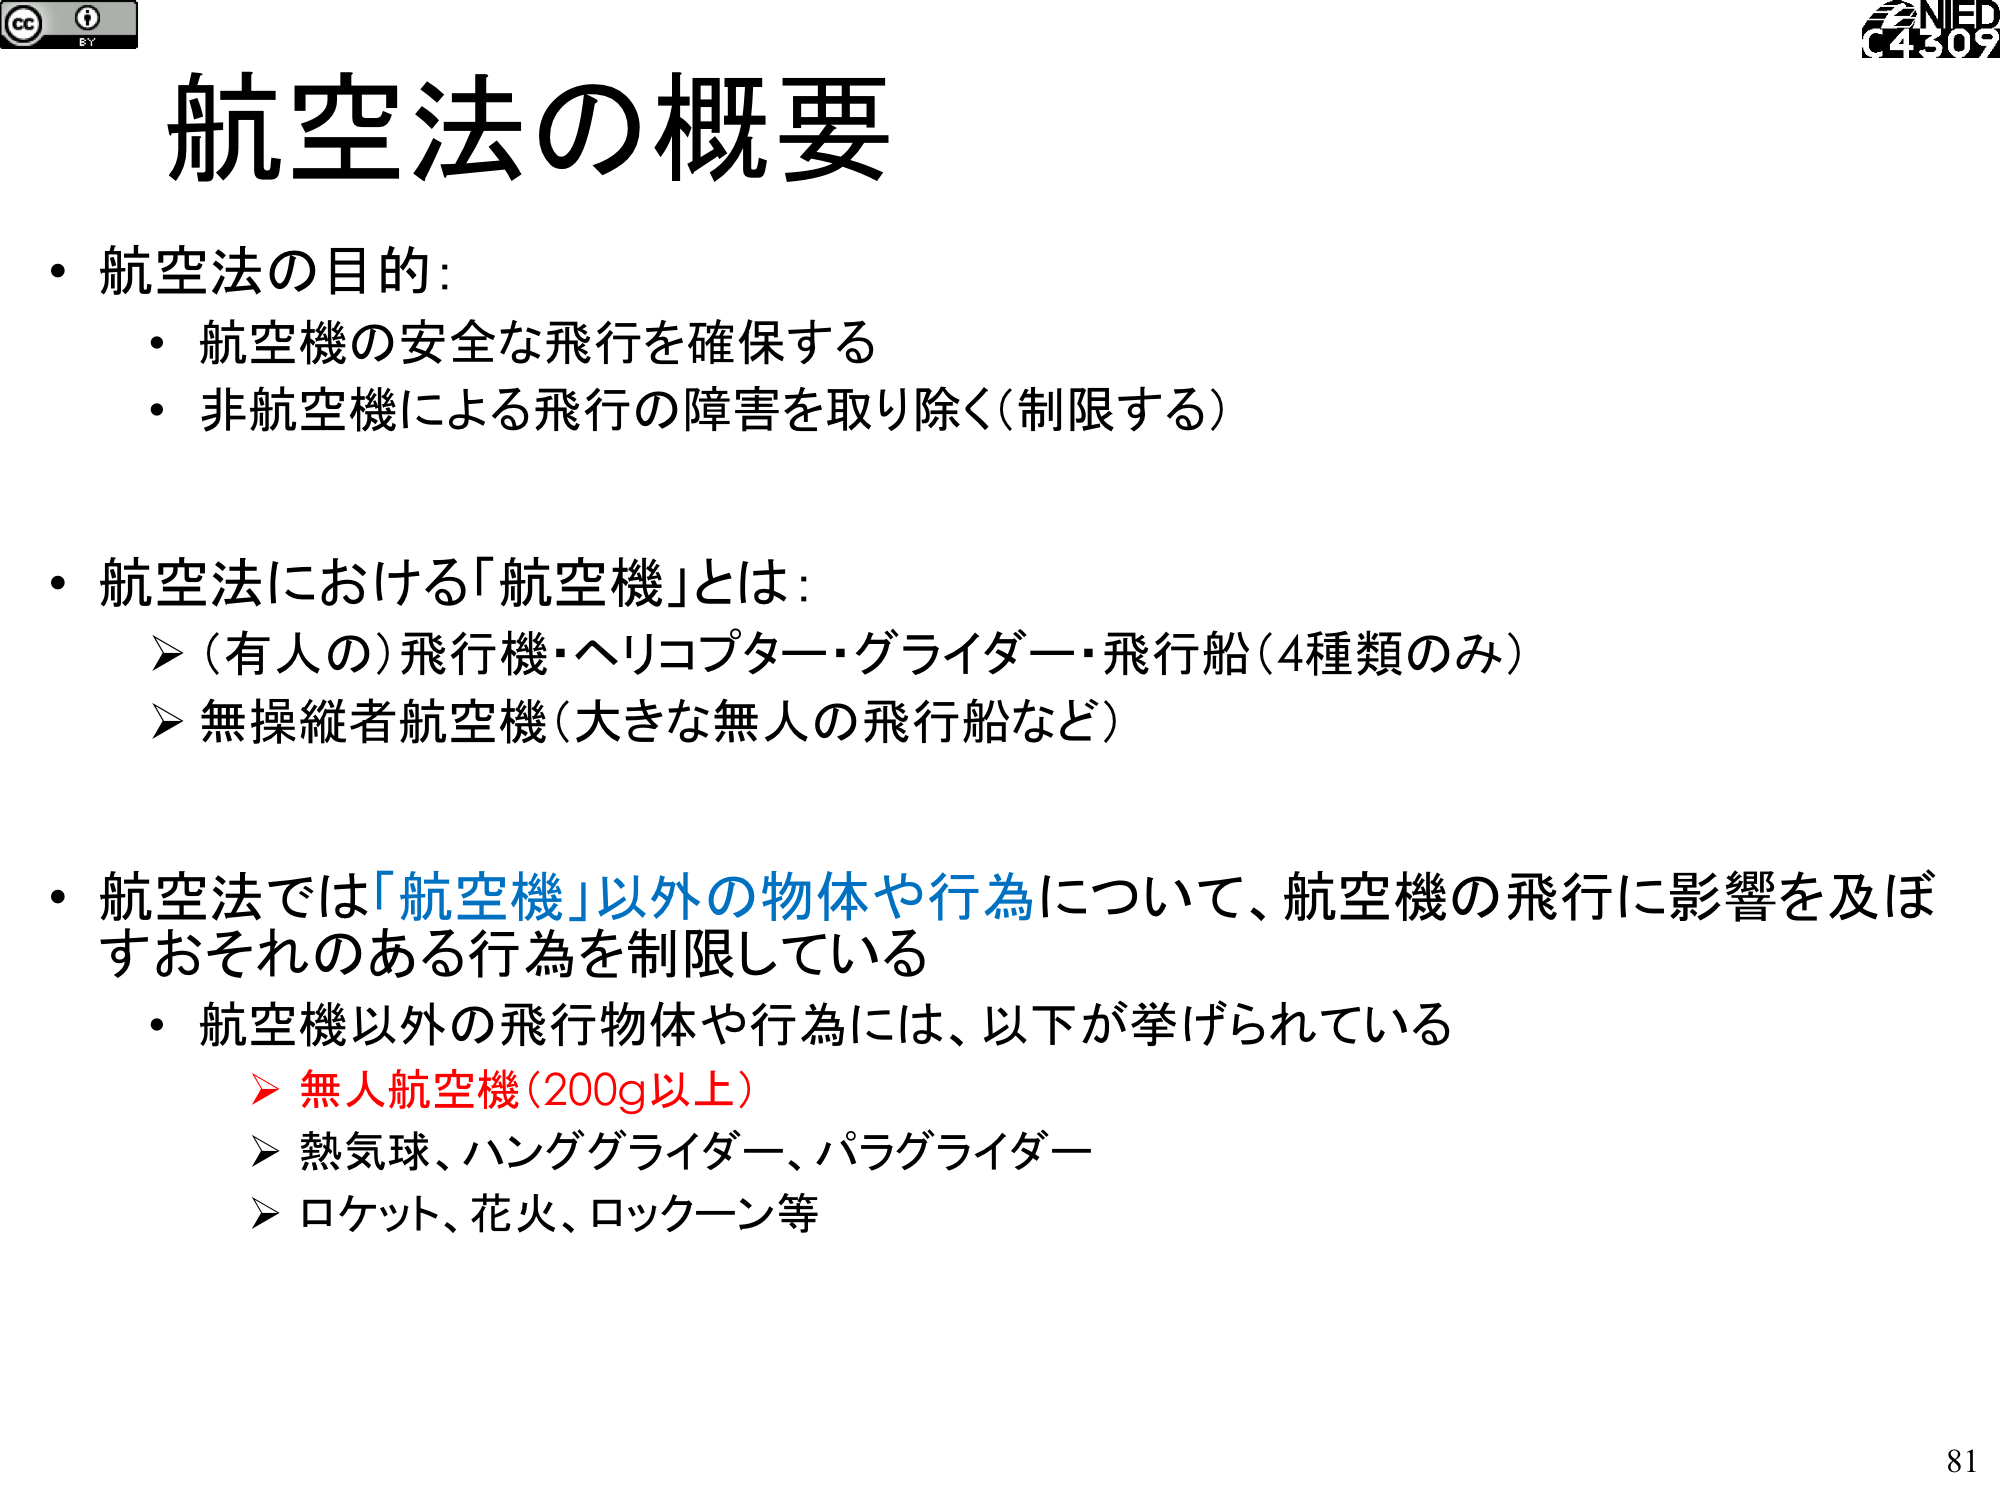 cc BY
NIED
C4309
航空法の概要
• 航空法の目的:
• 航空機の安全な飛行を確保する
• 非航空機による飛行の障害を取り除く(制限する)
• 航空法における「航空機」とは:
➢ (有人の)飛行機・ヘリコプター・グライダー・飛行船(4種類のみ)
➢ 無操縦者航空機(大きな無人の飛行船など)
• 航空法では「航空機」以外の物体や行為について、航空機の飛行に影響を及ぼ
すおそれのある行為を制限している
• 航空機以外の飛行物体や行為には、以下が挙げられている
➢ 無人航空機(200g以上)
➢ 熱気球、ハンググライダー、パラグライダー
➢ ロケット、花火、ロックーン等
81